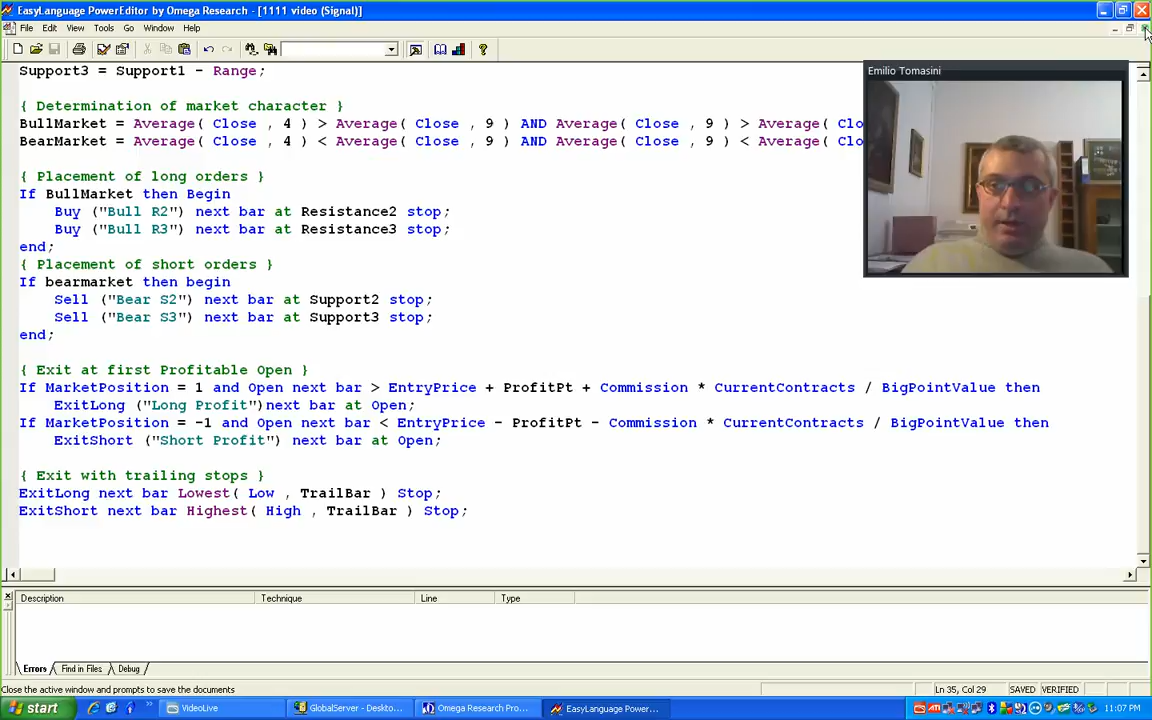 EasyLanguage PowerEditor by Omega Research - [1111 video (Signal)]
File Edit View Tools Go Window Help
Support3 = Support1 - Range;
{ Determination of market character }
BullMarket = Average( Close , 4 ) > Average( Close , 9 ) AND Average( Close , 9 ) > Average( Clo
BearMarket = Average( Close , 4 ) < Average( Close , 9 ) AND Average( Close , 9 ) < Average( Clo
{ Placement of long orders }
If BullMarket then Begin
Buy ("Bull R2") next bar at Resistance2 stop;
Buy ("Bull R3") next bar at Resistance3 stop;
end;
{ Placement of short orders }
If bearmarket then begin
Sell ("Bear S2") next bar at Support2 stop;
Sell ("Bear S3") next bar at Support3 stop;
end;
{ Exit at first Profitable Open }
If MarketPosition = 1 and Open next bar > EntryPrice + ProfitPt + Commission * CurrentContracts / BigPointValue then
ExitLong ("Long Profit")next bar at Open;
If MarketPosition = -1 and Open next bar < EntryPrice - ProfitPt - Commission * CurrentContracts / BigPointValue then
ExitShort ("Short Profit") next bar at Open;
{ Exit with trailing stops }
ExitLong next bar Lowest( Low , TrailBar ) Stop;
ExitShort next bar Highest( High , TrailBar ) Stop;
Emilio Tomasini
Description Technique Line Type
Errors Find in Files Debug
Close the active window and prompts to save the documents Ln 35, Col 29 SAVED VERIFIED
start VideoLive GlobalServer - Deskto... Omega Research Pro... EasyLanguage Power... 11:07 PM